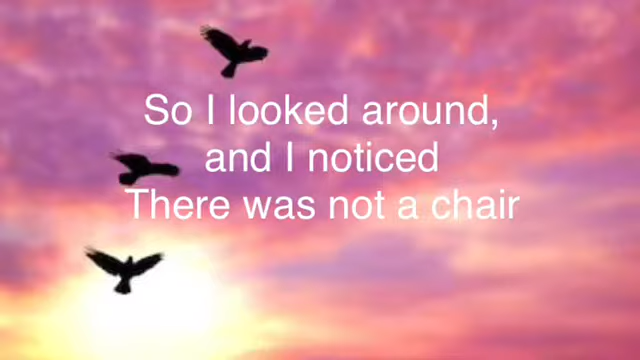 So I looked around,
and I noticed
There was not a chair